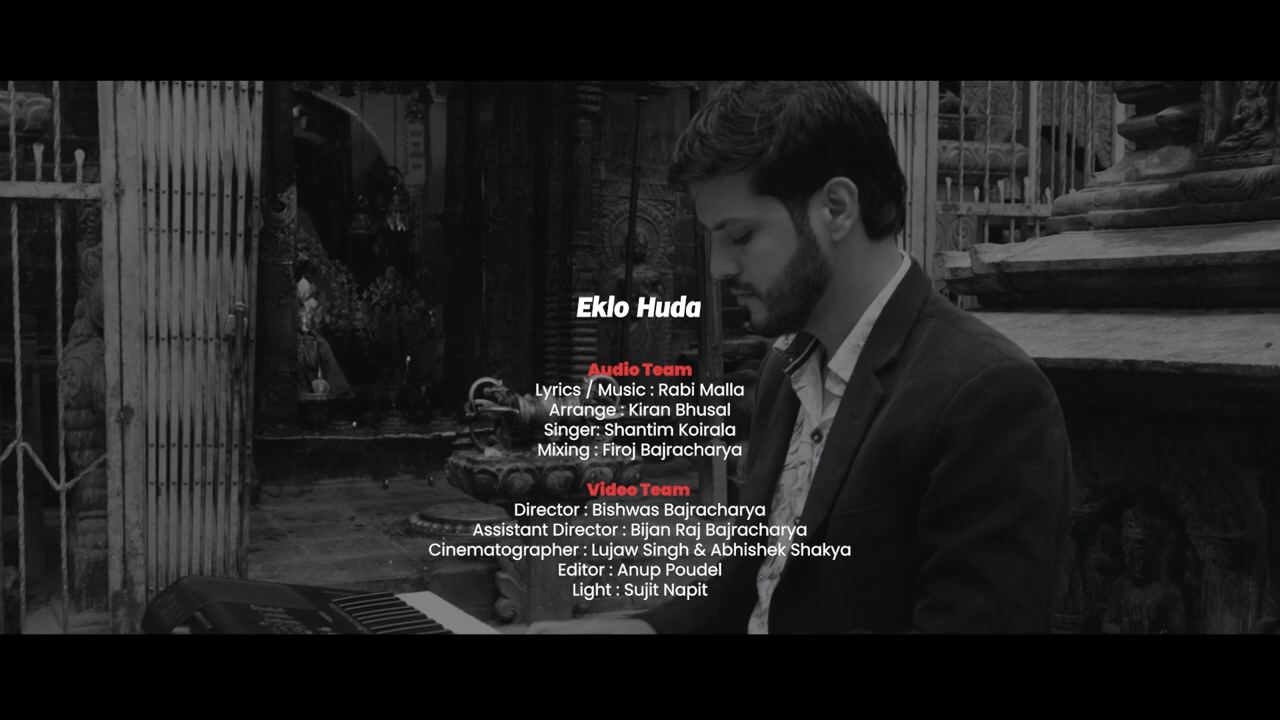 Eklo Huda
Audio Team
Lyrics / Music : Rabi Malla
Arrange : Kiran Bhusal
Singer: Shantim Koirala
Mixing : Firoj Bajracharya
Video Team
Director : Bishwas Bajracharya
Assistant Director : Bijan Raj Bajracharya
Cinematographer : Lujaw Singh & Abhishek Shakya
Editor : Anup Poudel
Light : Sujit Napit